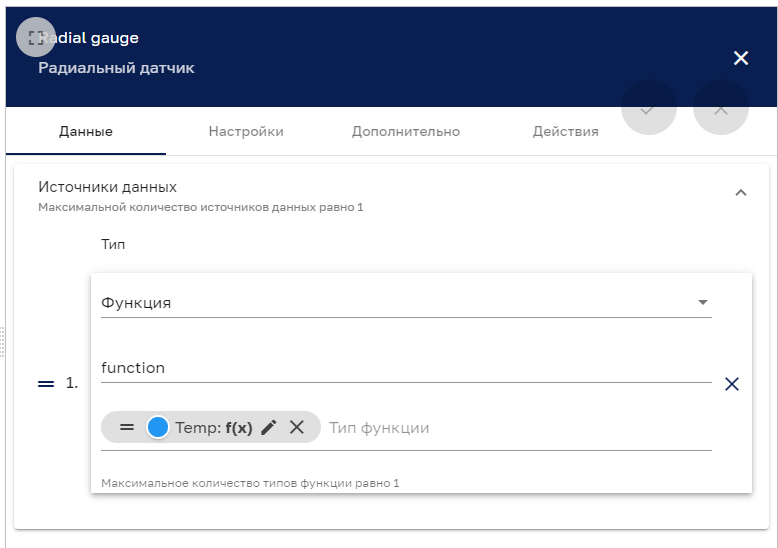 Radial gauge
Радиальный датчик
Данные Настройки Дополнительно Действия
Источники данных
Максимальной количество источников данных равно 1
Тип
Функция
1.
function
Temp: f(x) Тип функции
Максимальное количество типов функции равно 1